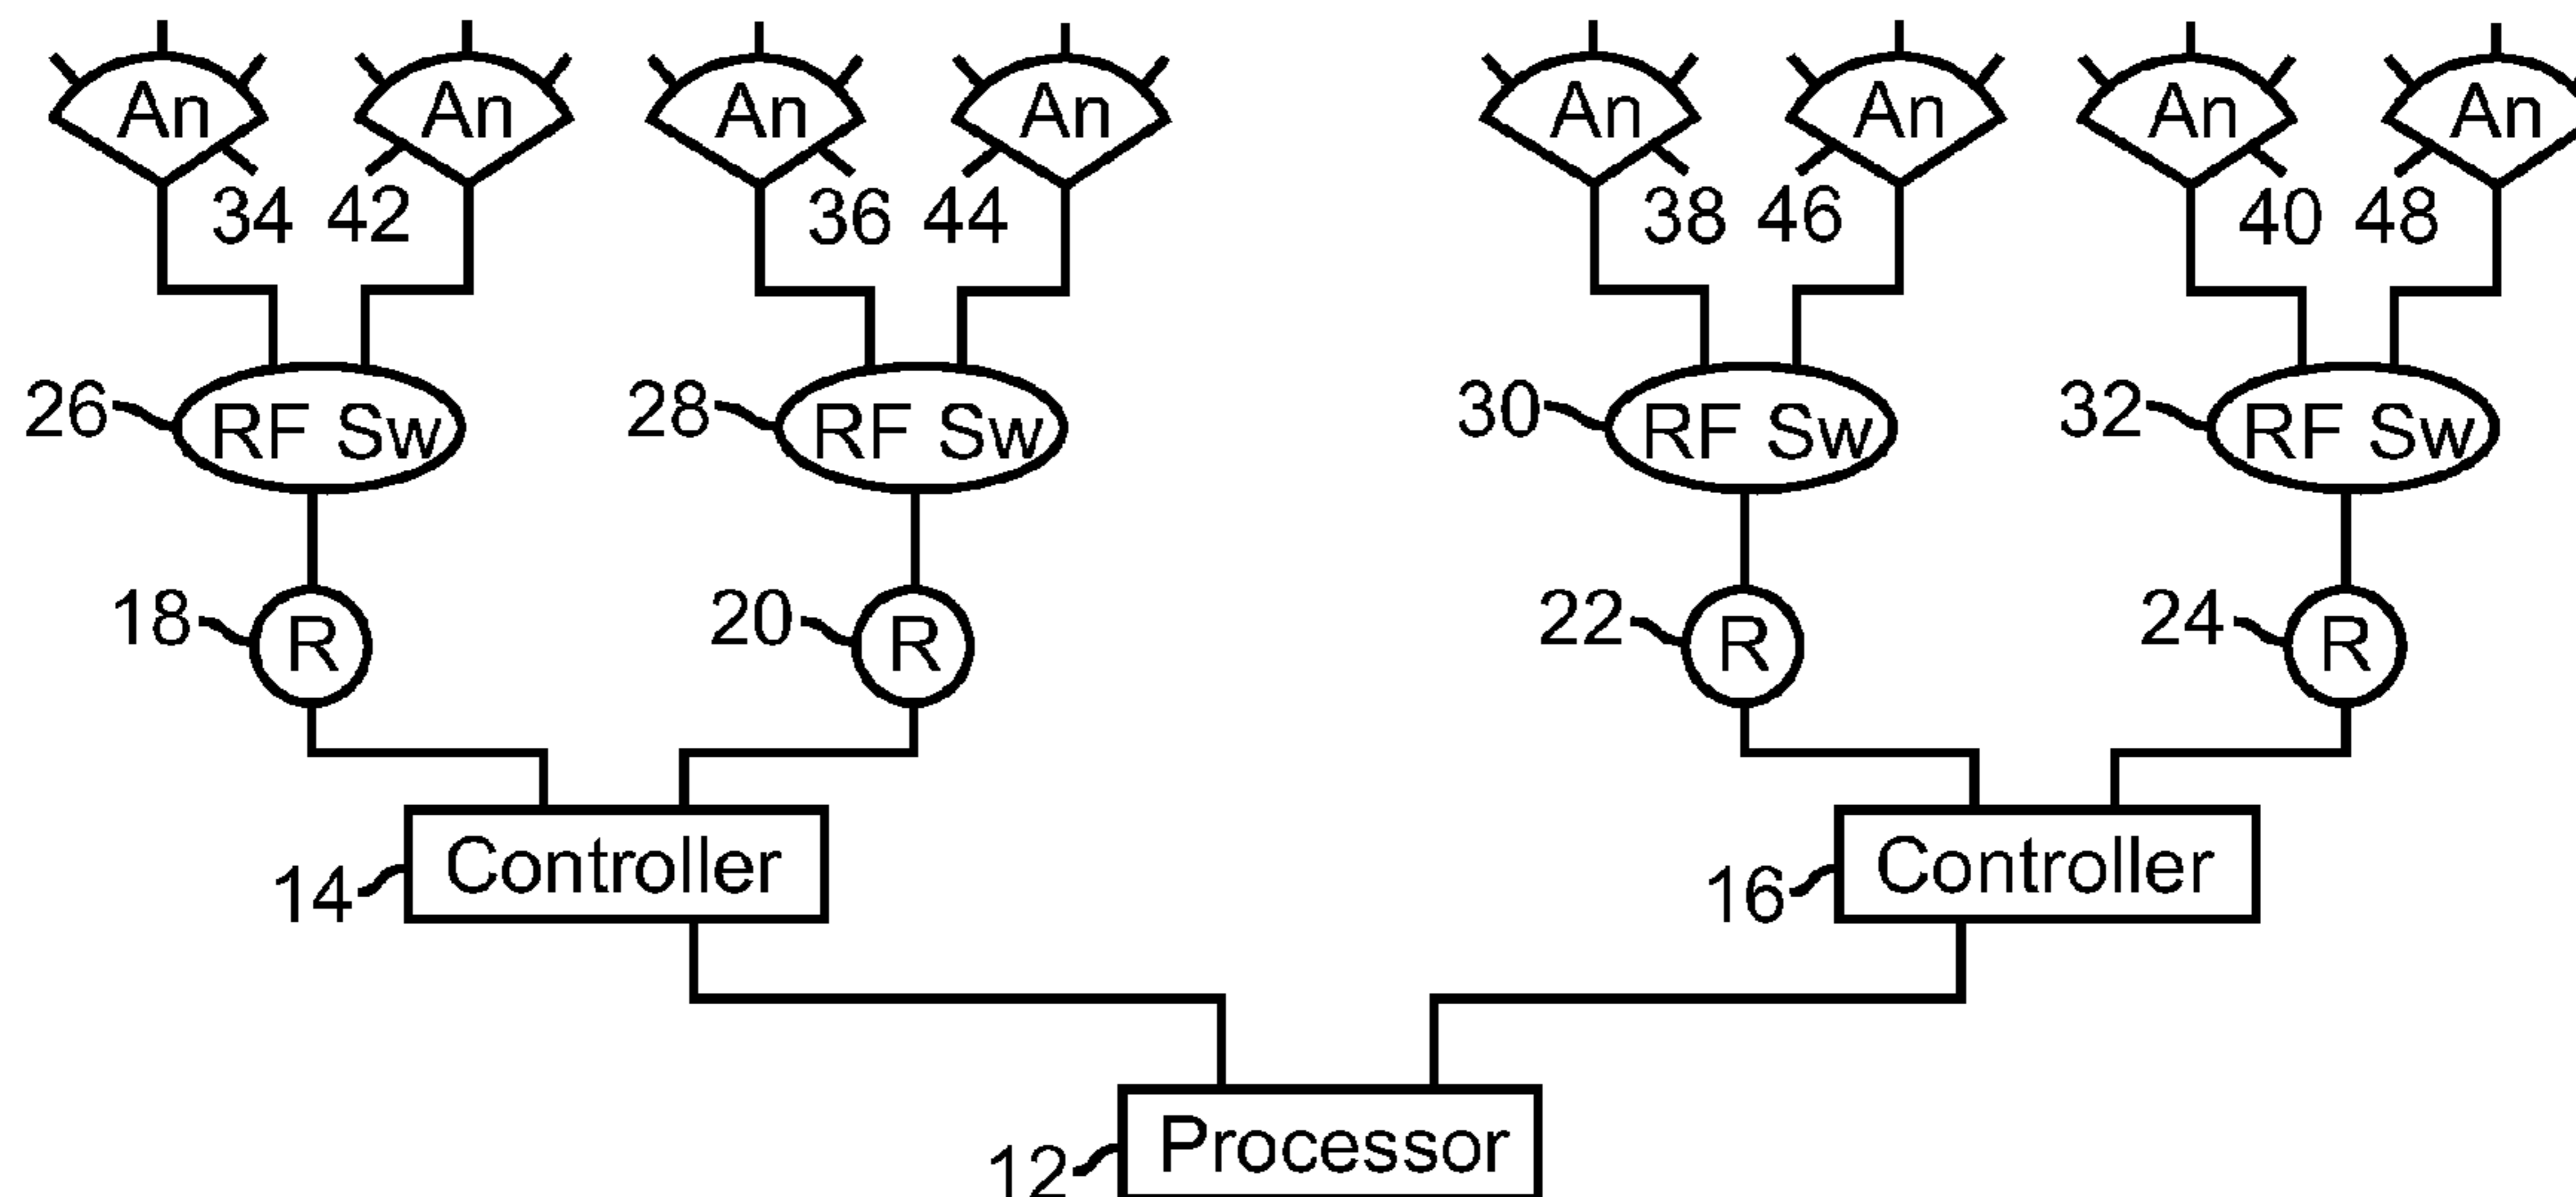 An An An An An An An An
34 42 36 44 38 46 40 48
26 RF Sw 28 RF Sw 30 RF Sw 32 RF Sw
18 R 20 R 22 R 24 R
14 Controller 16 Controller
12 Processor